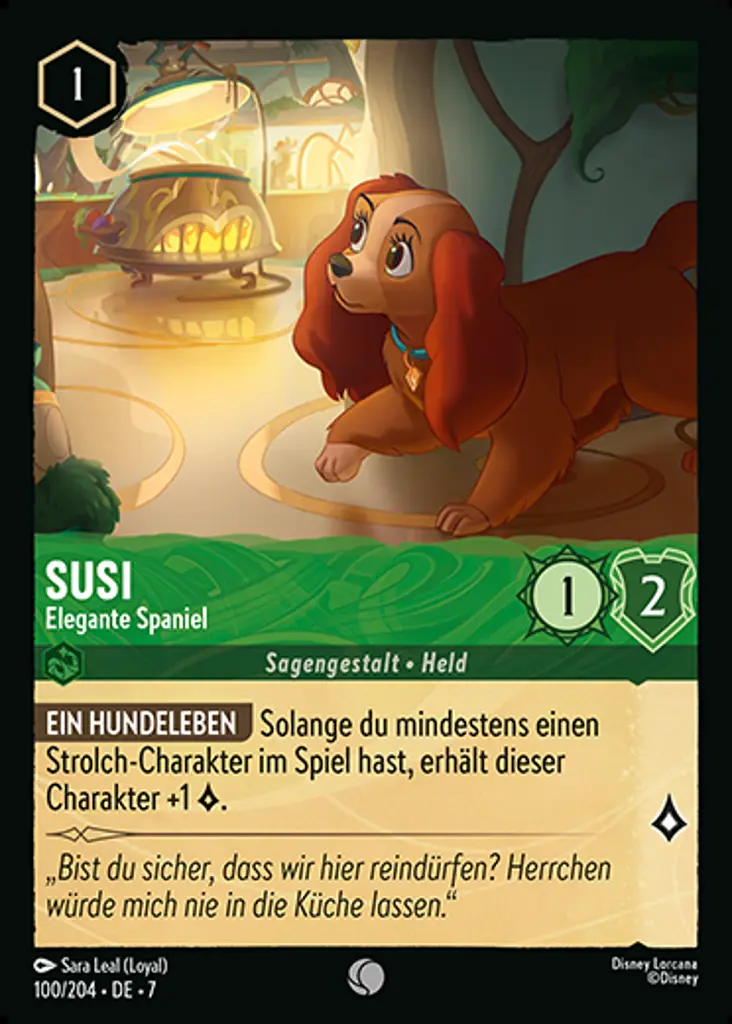 1
SUSI
Elegante Spaniel
1
2
Sagengestalt • Held
EIN HUNDELEBEN Solange du mindestens einen
Strolch-Charakter im Spiel hast, erhält dieser
Charakter +1 .
„Bist du sicher, dass wir hier reindürfen? Herrchen
würde mich nie in die Küche lassen.“
Sara Leal (Loyal)
100/204 • DE • 7
Disney Lorcana
©Disney